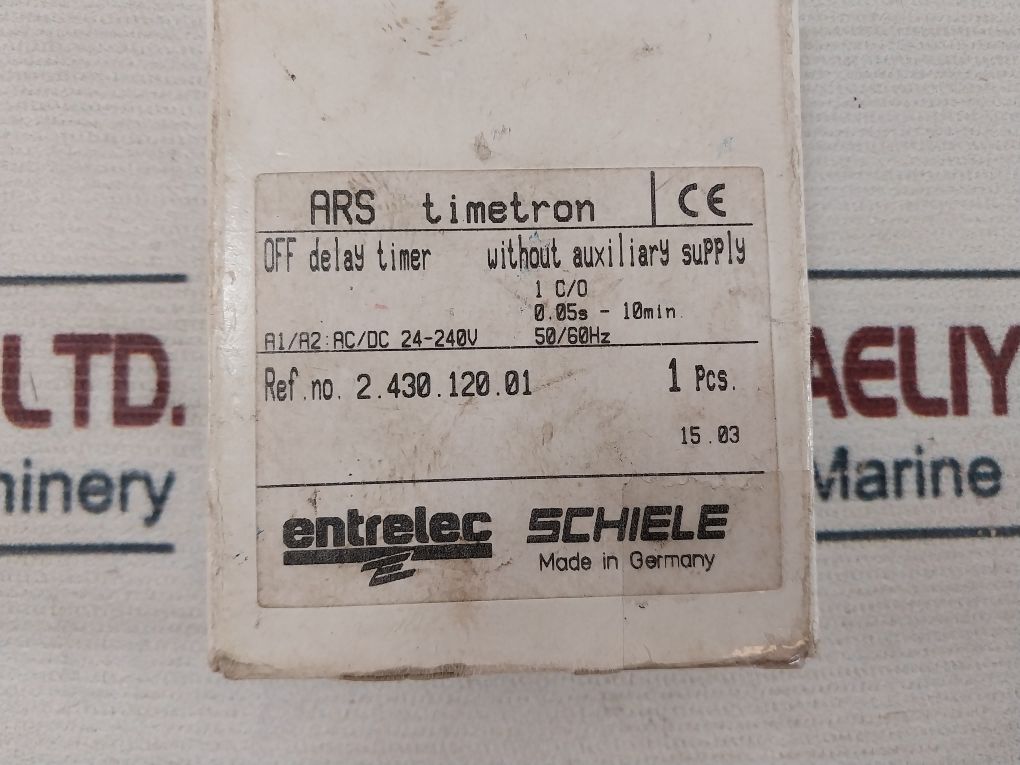 ARS timetron CE
OFF delay timer without auxiliary supply
1 C/O
0.05s - 10min.
A1/A2:AC/DC 24-240V 50/60Hz
Ref.no. 2.430.120.01 1 Pcs.
15.03
entrelec SCHIELE
Made in Germany
LTD.
inery
AELIY
Marine